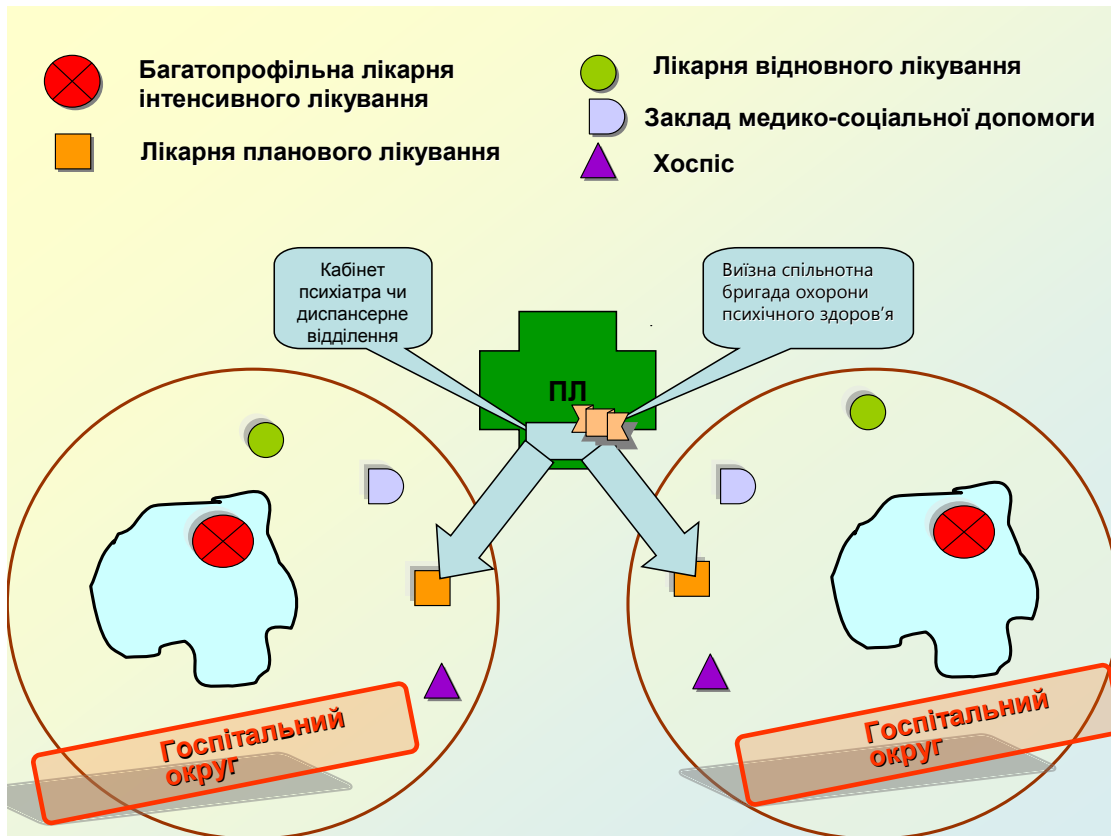 Багатопрофільна лікарня
інтенсивного лікування
Лікарня планового лікування
Лікарня відновного лікування
Заклад медико-соціальної допомоги
Хоспіс
Кабінет
психіатра чи
диспансерне
відділення
Виїзна спільнотна
бригада охорони
психічного здоров’я
ПЛ
Госпітальний
округ
Госпітальний
округ